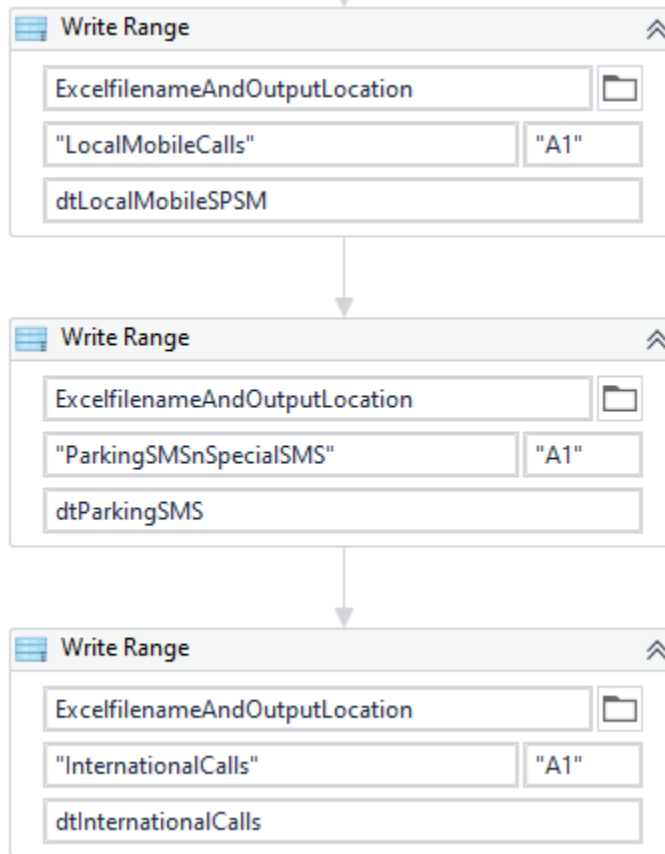 Write Range
ExcelfilenameAndOutputLocation
"LocalMobileCalls" "A1"
dtLocalMobileSPSM
Write Range
ExcelfilenameAndOutputLocation
"ParkingSMSnSpecialSMS" "A1"
dtParkingSMS
Write Range
ExcelfilenameAndOutputLocation
"InternationalCalls" "A1"
dtInternationalCalls